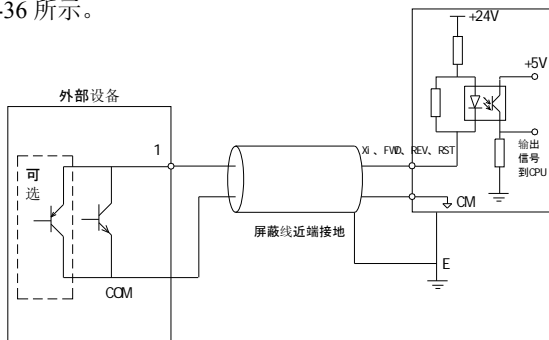 -36 所示。
+24V
+5V
外部设备
1
Xi 、FWD、REV、RST
输出
信号
到CPU
可
选
CM
屏蔽线近端接地
E
COM